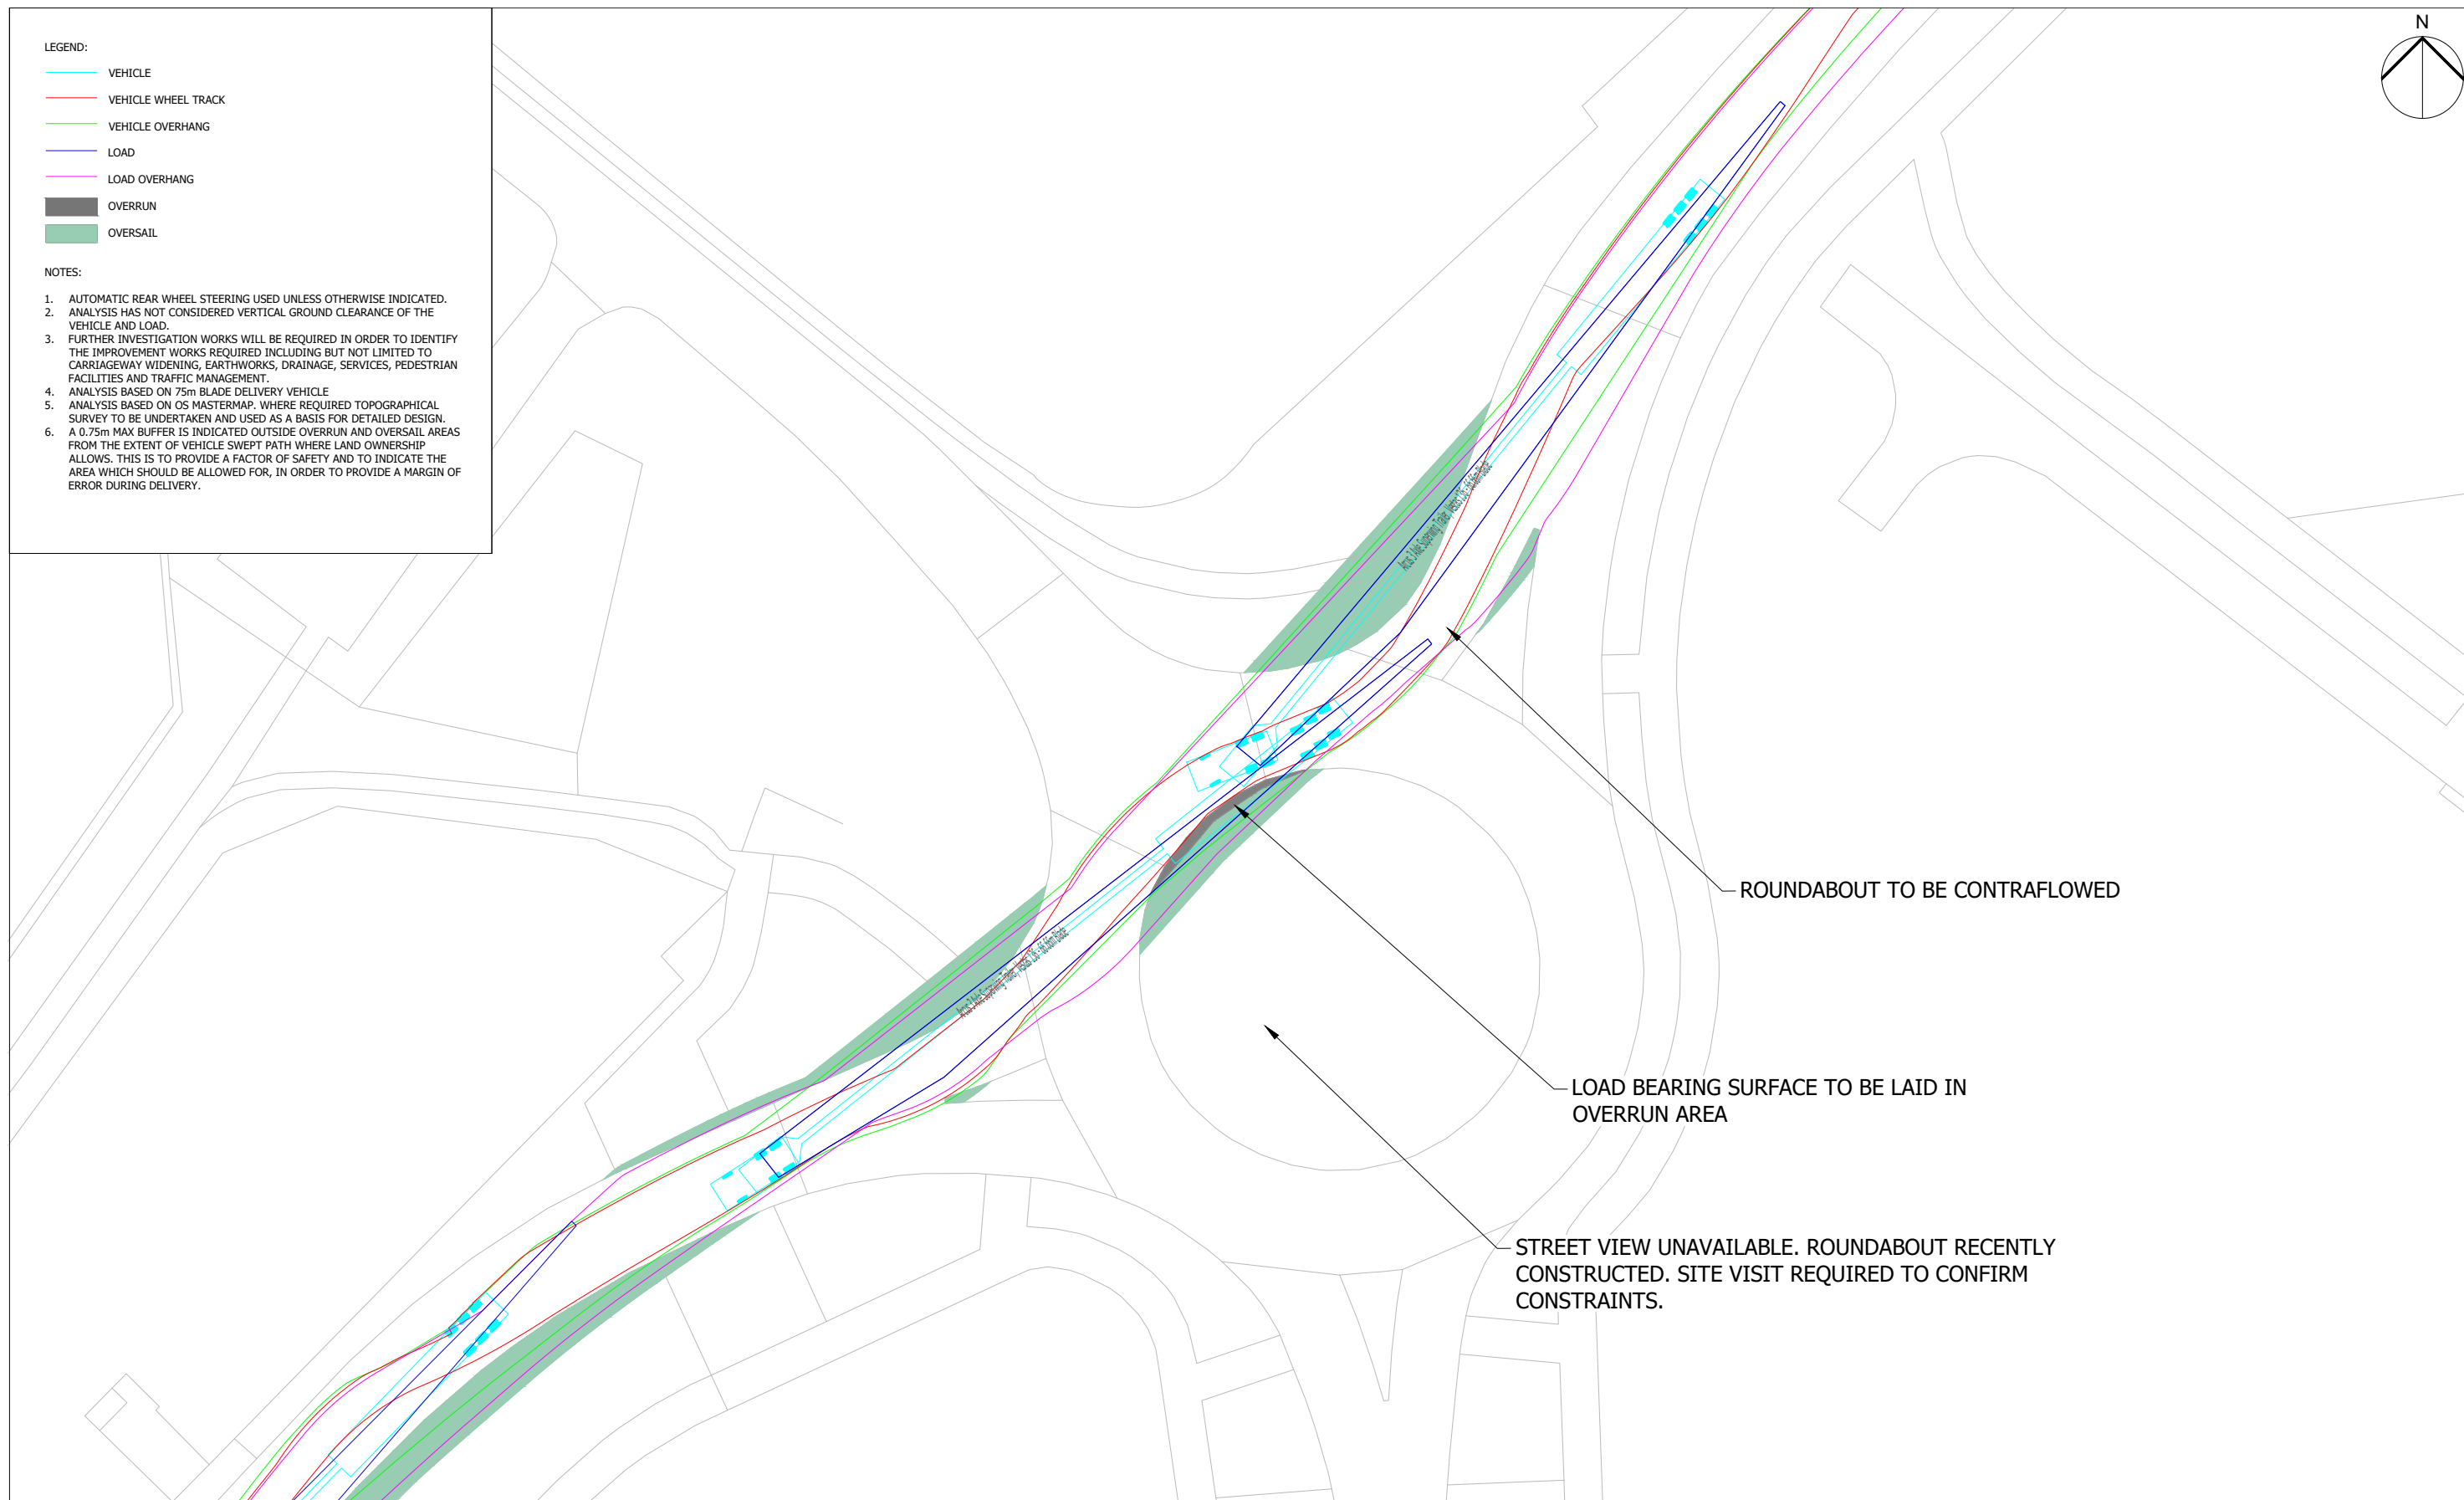 N
LEGEND:
VEHICLE
VEHICLE WHEEL TRACK
VEHICLE OVERHANG
LOAD
LOAD OVERHANG
OVERRUN
OVERSAIL
NOTES:
1. AUTOMATIC REAR WHEEL STEERING USED UNLESS OTHERWISE INDICATED.
2. ANALYSIS HAS NOT CONSIDERED VERTICAL GROUND CLEARANCE OF THE
VEHICLE AND LOAD.
3. FURTHER INVESTIGATION WORKS WILL BE REQUIRED IN ORDER TO IDENTIFY
THE IMPROVEMENT WORKS REQUIRED INCLUDING BUT NOT LIMITED TO
CARRIAGEWAY WIDENING, EARTHWORKS, DRAINAGE, SERVICES, PEDESTRIAN
FACILITIES AND TRAFFIC MANAGEMENT.
4. ANALYSIS BASED ON 75m BLADE DELIVERY VEHICLE
5. ANALYSIS BASED ON OS MASTERMAP. WHERE REQUIRED TOPOGRAPHICAL
SURVEY TO BE UNDERTAKEN AND USED AS A BASIS FOR DETAILED DESIGN.
6. A 0.75m MAX BUFFER IS INDICATED OUTSIDE OVERRUN AND OVERSAIL AREAS
FROM THE EXTENT OF VEHICLE SWEPT PATH WHERE LAND OWNERSHIP
ALLOWS. THIS IS TO PROVIDE A FACTOR OF SAFETY AND TO INDICATE THE
AREA WHICH SHOULD BE ALLOWED FOR, IN ORDER TO PROVIDE A MARGIN OF
ERROR DURING DELIVERY.
ROUNDABOUT TO BE CONTRAFLOWED
LOAD BEARING SURFACE TO BE LAID IN
OVERRUN AREA
STREET VIEW UNAVAILABLE. ROUNDABOUT RECENTLY
CONSTRUCTED. SITE VISIT REQUIRED TO CONFIRM
CONSTRAINTS.